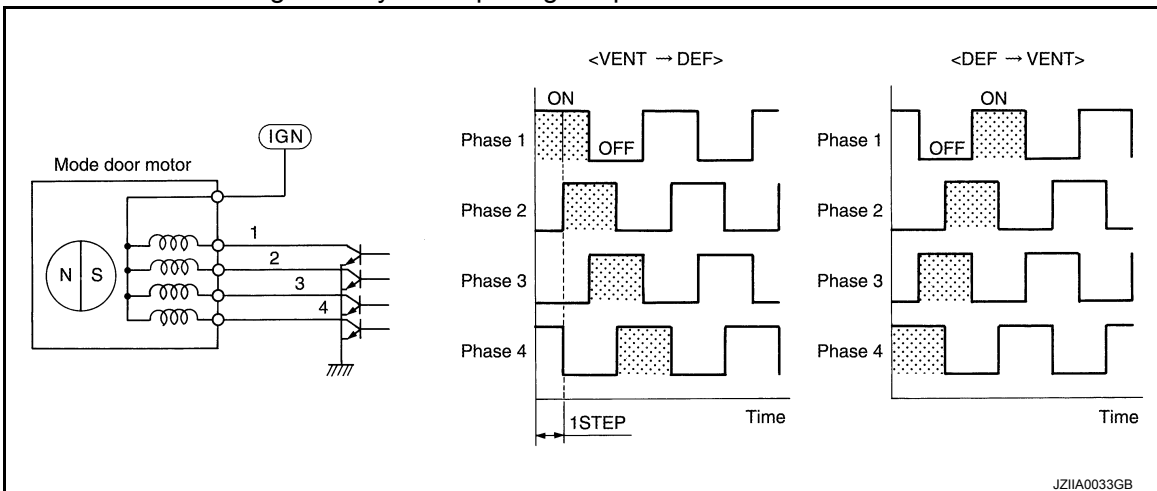 <VENT → DEF>
<DEF → VENT>
IGN
Mode door motor
N S
1
2
3
4
ON
OFF
Phase 1
Phase 2
Phase 3
Phase 4
Time
1STEP
ON
OFF
Phase 1
Phase 2
Phase 3
Phase 4
Time
JZIIA0033GB